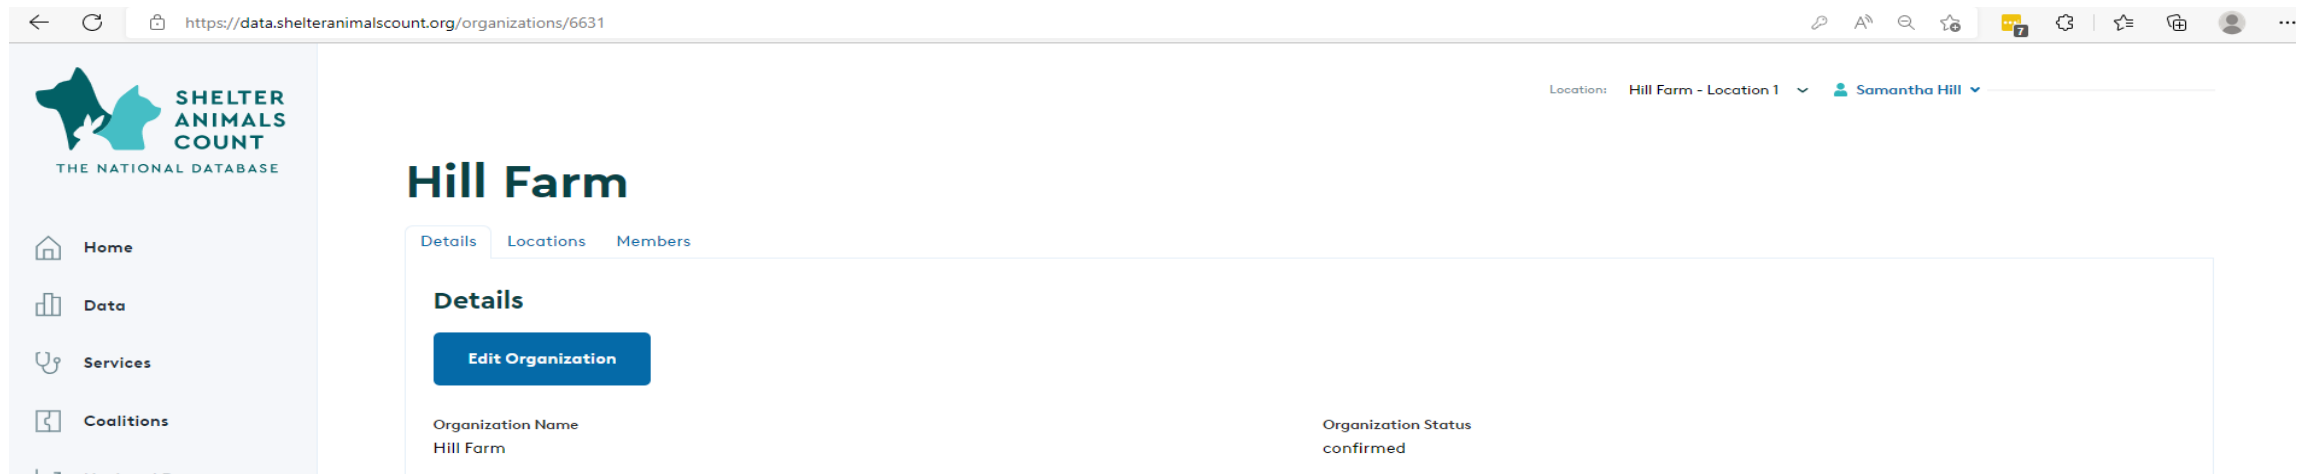 https://data.shelteranimalscount.org/organizations/6631
7
SHELTER
ANIMALS
COUNT
THE NATIONAL DATABASE
Location: Hill Farm - Location 1 Samantha Hill
Hill Farm
Details Locations Members
Home
Data
Services
Coalitions
Details
Edit Organization
Organization Name
Hill Farm
Organization Status
confirmed